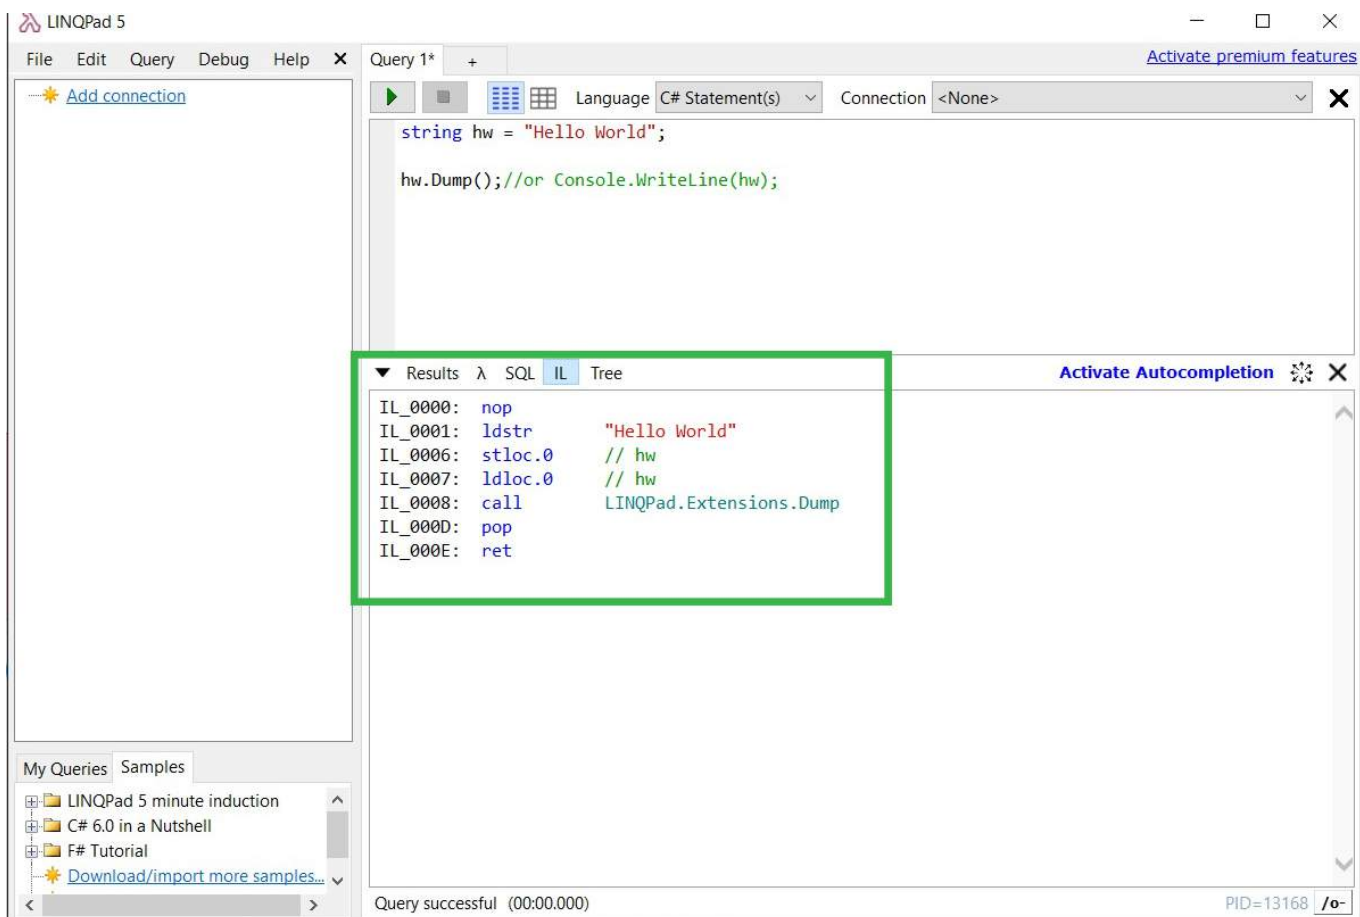 LINQPad 5
File Edit Query Debug Help
Query 1* +
Activate premium features
Add connection
Language C# Statement(s) Connection <None>
string hw = "Hello World";
hw.Dump();//or Console.WriteLine(hw);
Results λ SQL IL Tree
Activate Autocompletion
IL_0000: nop
IL_0001: ldstr "Hello World"
IL_0006: stloc.0 // hw
IL_0007: ldloc.0 // hw
IL_0008: call LINQPad.Extensions.Dump
IL_000D: pop
IL_000E: ret
My Queries Samples
LINQPad 5 minute induction
C# 6.0 in a Nutshell
F# Tutorial
Download/import more samples...
Query successful (00:00.000)
PID=13168 /o-